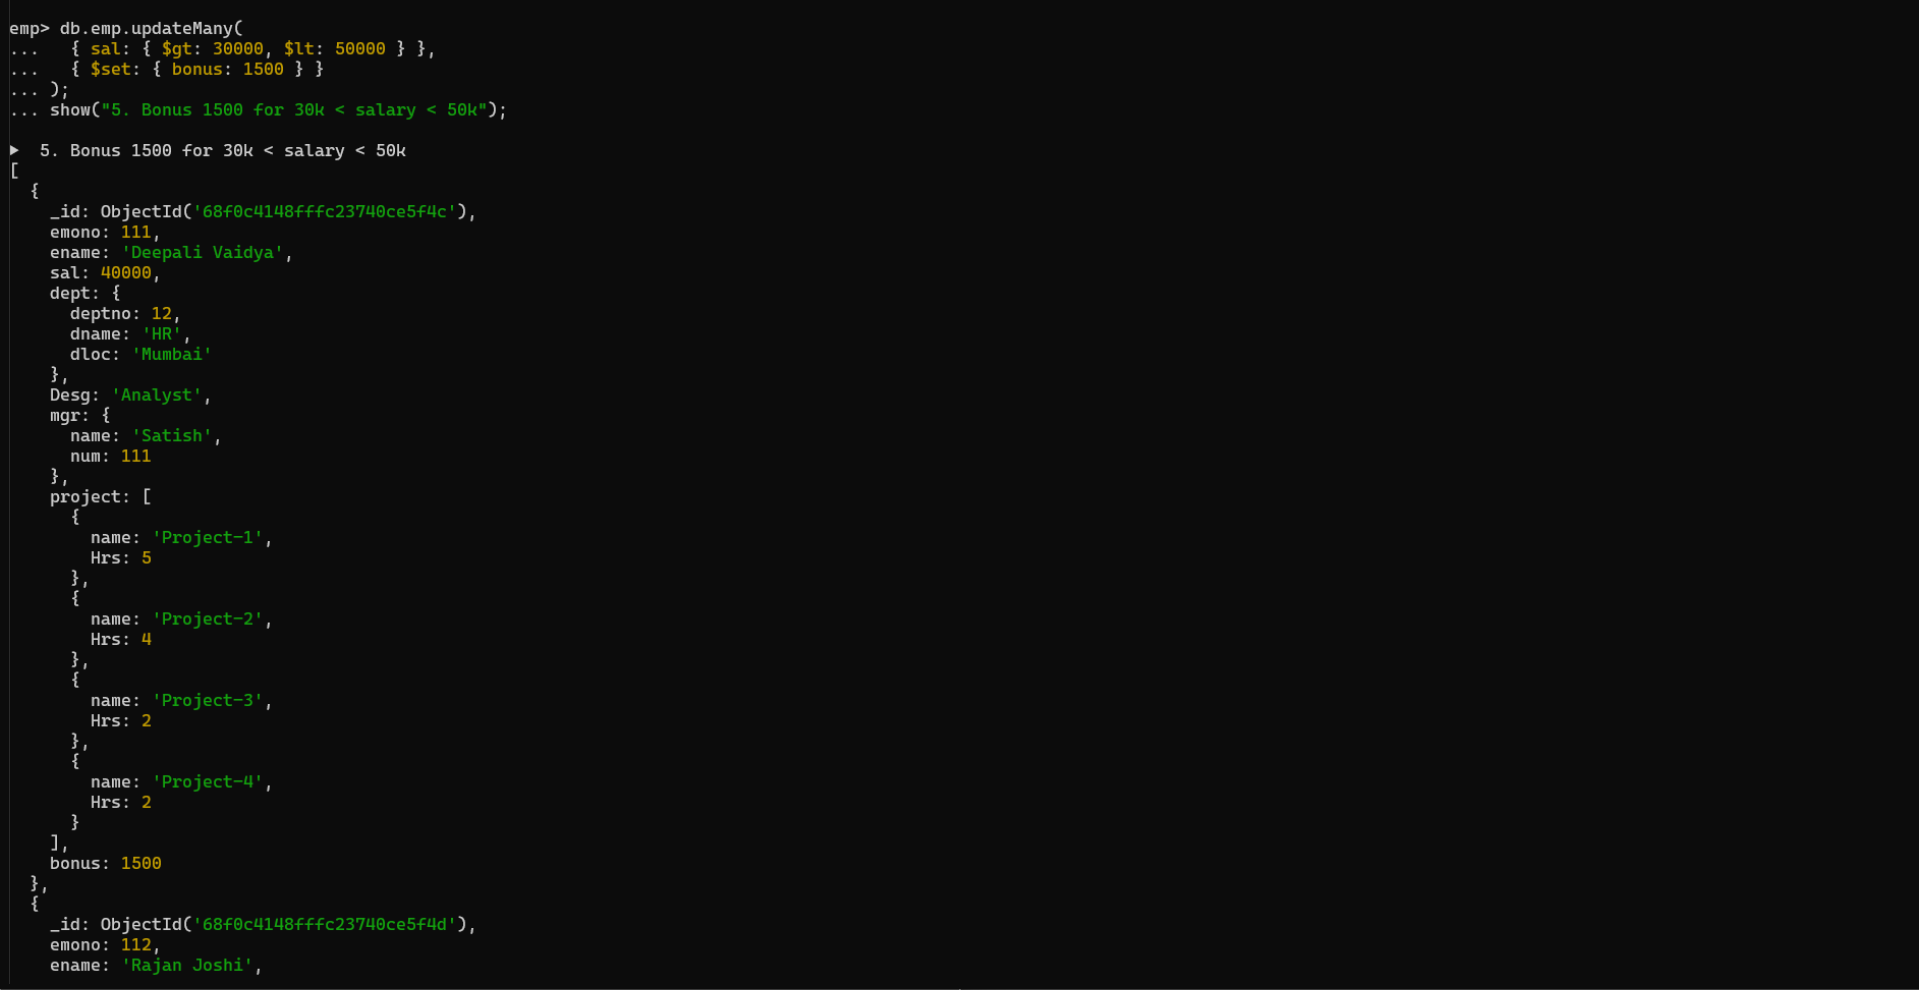 emp> db.emp.updateMany(
...   { sal: { $gt: 30000, $lt: 50000 } },
...   { $set: { bonus: 1500 } }
... );
... show("5. Bonus 1500 for 30k < salary < 50k");
▶  5. Bonus 1500 for 30k < salary < 50k
[
  {
    _id: ObjectId('68f0c4148fffc23740ce5f4c'),
    emono: 111,
    ename: 'Deepali Vaidya',
    sal: 40000,
    dept: {
      deptno: 12,
      dname: 'HR',
      dloc: 'Mumbai'
    },
    Desg: 'Analyst',
    mgr: {
      name: 'Satish',
      num: 111
    },
    project: [
      {
        name: 'Project-1',
        Hrs: 5
      },
      {
        name: 'Project-2',
        Hrs: 4
      },
      {
        name: 'Project-3',
        Hrs: 2
      },
      {
        name: 'Project-4',
        Hrs: 2
      }
    ],
    bonus: 1500
  },
  {
    _id: ObjectId('68f0c4148fffc23740ce5f4d'),
    emono: 112,
    ename: 'Rajan Joshi',